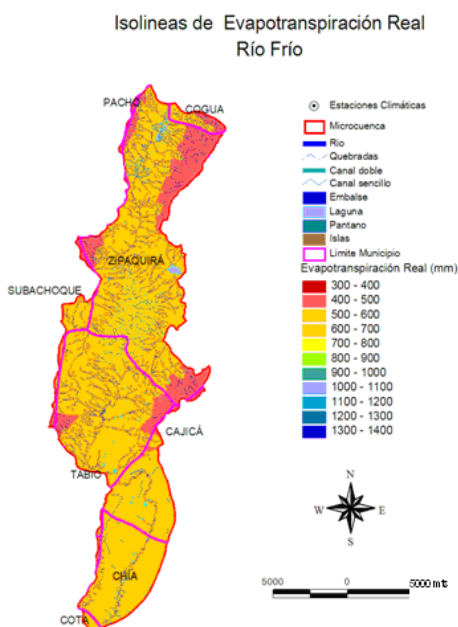 Isolineas de Evapotranspiración Real
Río Frío
PACHO
COGUA
ZIPAQUIRÁ
SUBACHOQUE
CAJICÁ
TABIO
CHÍA
COTA
Estaciones Climáticas
Microcuenca
Rio
Quebradas
Canal doble
Canal sencillo
Embalse
Laguna
Pantano
Islas
Limite Municipio
Evapotranspiración Real (mm)
300 - 400
400 - 500
500 - 600
600 - 700
700 - 800
800 - 900
900 - 1000
1000 - 1100
1100 - 1200
1200 - 1300
1300 - 1400
N
W E
S
5000 0 5000 mt